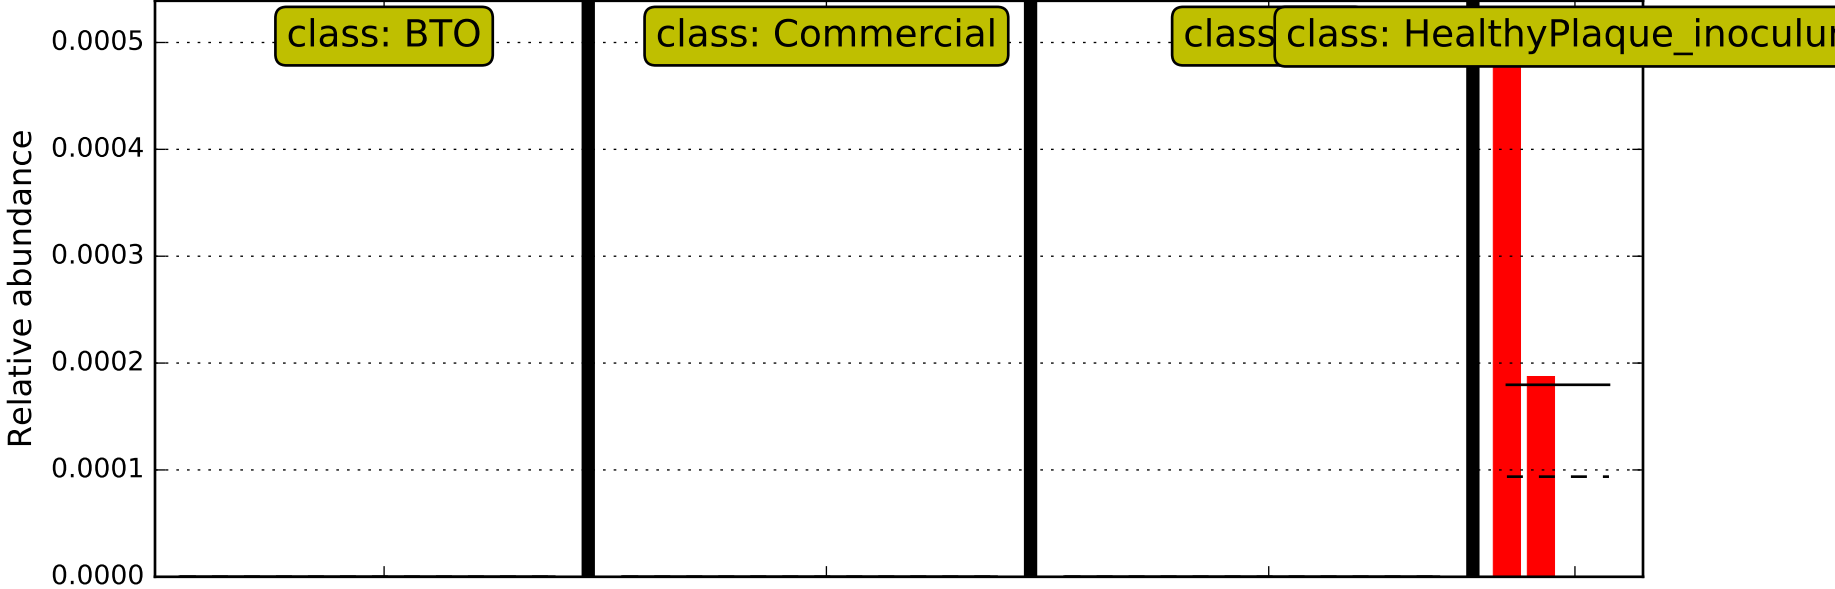 class: BTO
class: Commercial
class
class: HealthyPlaque_inoculu
Relative abundance
0.0005
0.0004
0.0003
0.0002
0.0001
0.0000